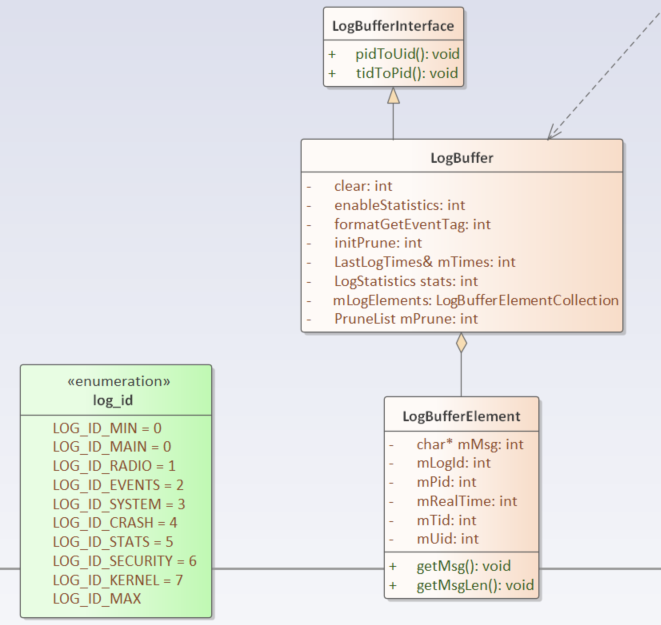 LogBufferInterface
+ pidToUid(): void
+ tidToPid(): void
LogBuffer
- clear: int
- enableStatistics: int
- formatGetEventTag: int
- initPrune: int
- LastLogTimes& mTimes: int
- LogStatistics stats: int
- mLogElements: LogBufferElementCollection
- PruneList mPrune: int
«enumeration»
log_id
LOG_ID_MIN = 0
LOG_ID_MAIN = 0
LOG_ID_RADIO = 1
LOG_ID_EVENTS = 2
LOG_ID_SYSTEM = 3
LOG_ID_CRASH = 4
LOG_ID_STATS = 5
LOG_ID_SECURITY = 6
LOG_ID_KERNEL = 7
LOG_ID_MAX
LogBufferElement
- char* mMsg: int
- mLogId: int
- mPid: int
- mRealTime: int
- mTid: int
- mUid: int
+ getMsg(): void
+ getMsgLen(): void